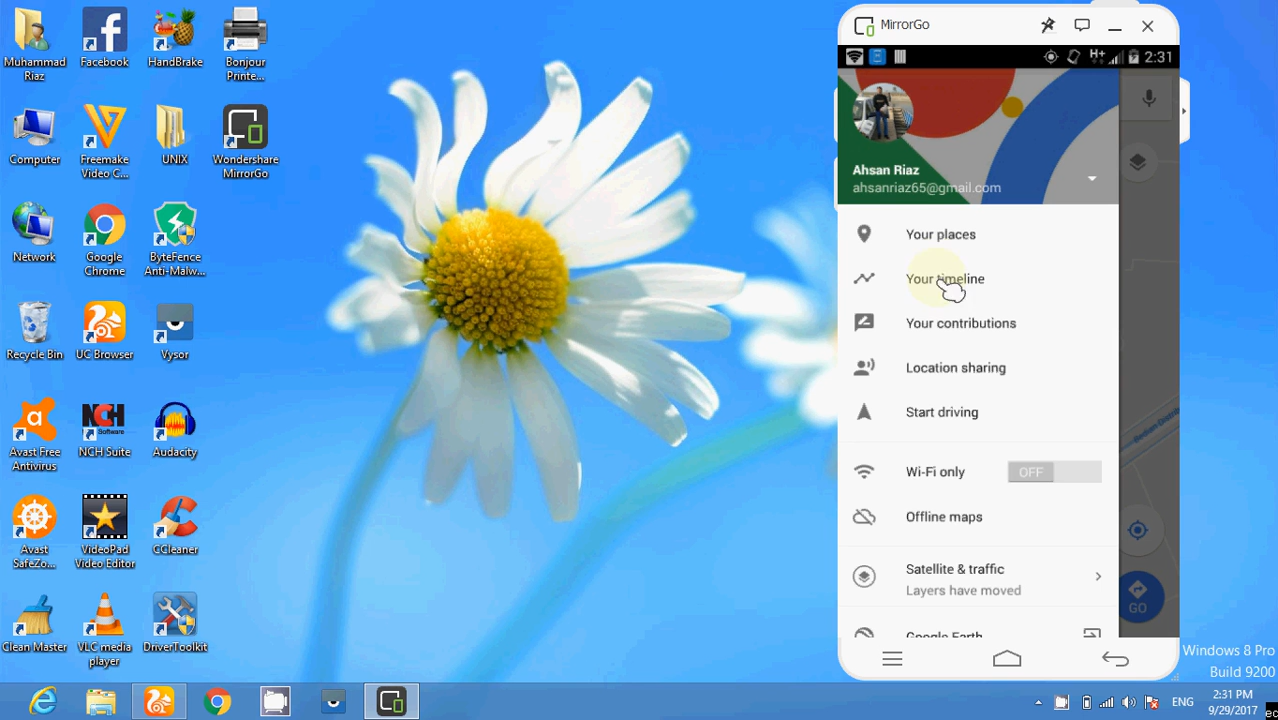 Muhammad
Riaz
Facebook
HandBrake
Bonjour
Printe...
Computer
Freemake
Video C...
UNIX
Wondershare
MirrorGo
Network
Google
Chrome
ByteFence
Anti-Malw...
Recycle Bin
UC Browser
Vysor
Avast Free
Antivirus
NCH
Software
NCH Suite
Audacity
Avast
SafeZo...
VideoPad
Video Editor
CCleaner
Clean Master
VLC media
player
DriverToolkit
MirrorGo
H+
2:31
Ahsan Riaz
ahsanriaz65@gmail.com
Your places
Your timeline
Your contributions
Location sharing
Start driving
Wi-Fi only
OFF
Offline maps
Satellite & traffic
Layers have moved
Google Earth
GO
Windows 8 Pro
Build 9200
ENG
2:31 PM
9/29/2017